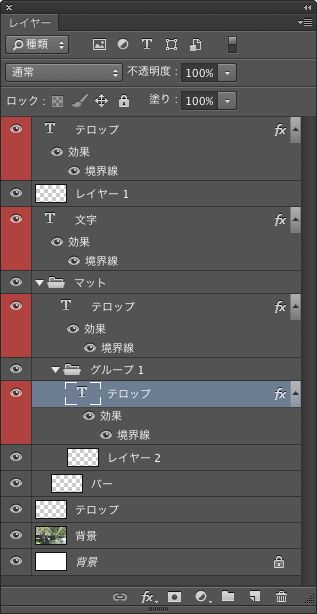 レイヤー
種類
T
通常
不透明度 : 100%
ロック :
塗り : 100%
T テロップ fx
効果
境界線
レイヤー 1
T 文字 fx
効果
境界線
マット
T テロップ fx
効果
境界線
グループ 1
T テロップ fx
効果
境界線
レイヤー 2
バー
テロップ
背景
背景
fx